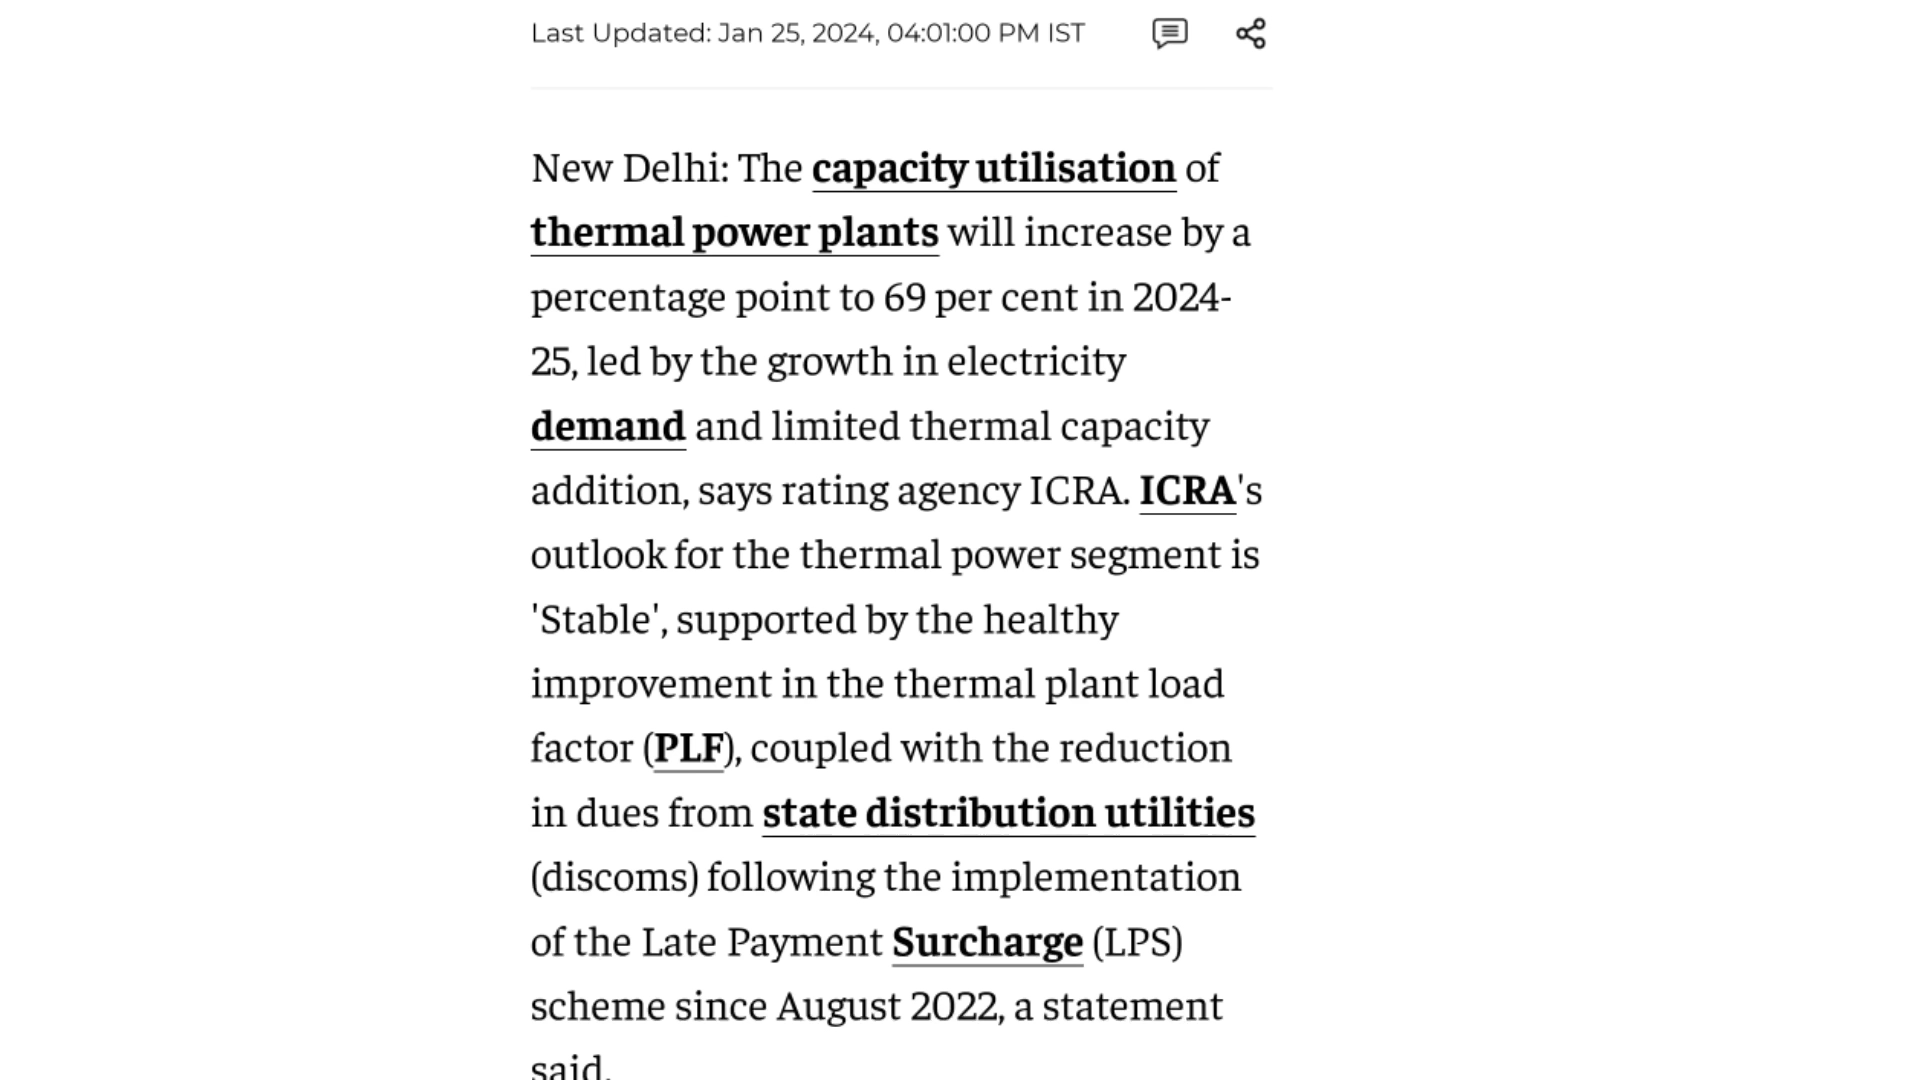 Last Updated: Jan 25, 2024, 04:01:00 PM IST
New Delhi: The capacity utilisation of
thermal power plants will increase by a
percentage point to 69 per cent in 2024-
25, led by the growth in electricity
demand and limited thermal capacity
addition, says rating agency ICRA. ICRA's
outlook for the thermal power segment is
'Stable', supported by the healthy
improvement in the thermal plant load
factor (PLF), coupled with the reduction
in dues from state distribution utilities
(discoms) following the implementation
of the Late Payment Surcharge (LPS)
scheme since August 2022, a statement
said.